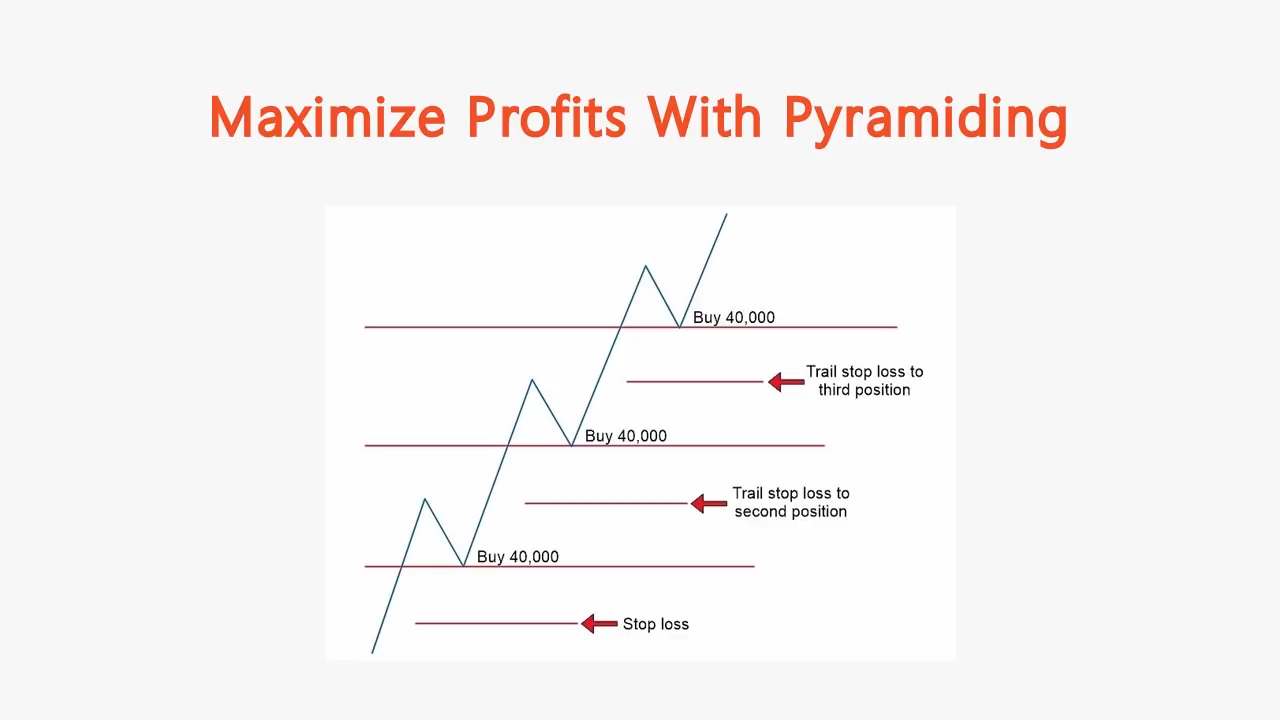 Maximize Profits With Pyramiding
Buy 40,000
Trail stop loss to
third position
Buy 40,000
Trail stop loss to
second position
Buy 40,000
Stop loss